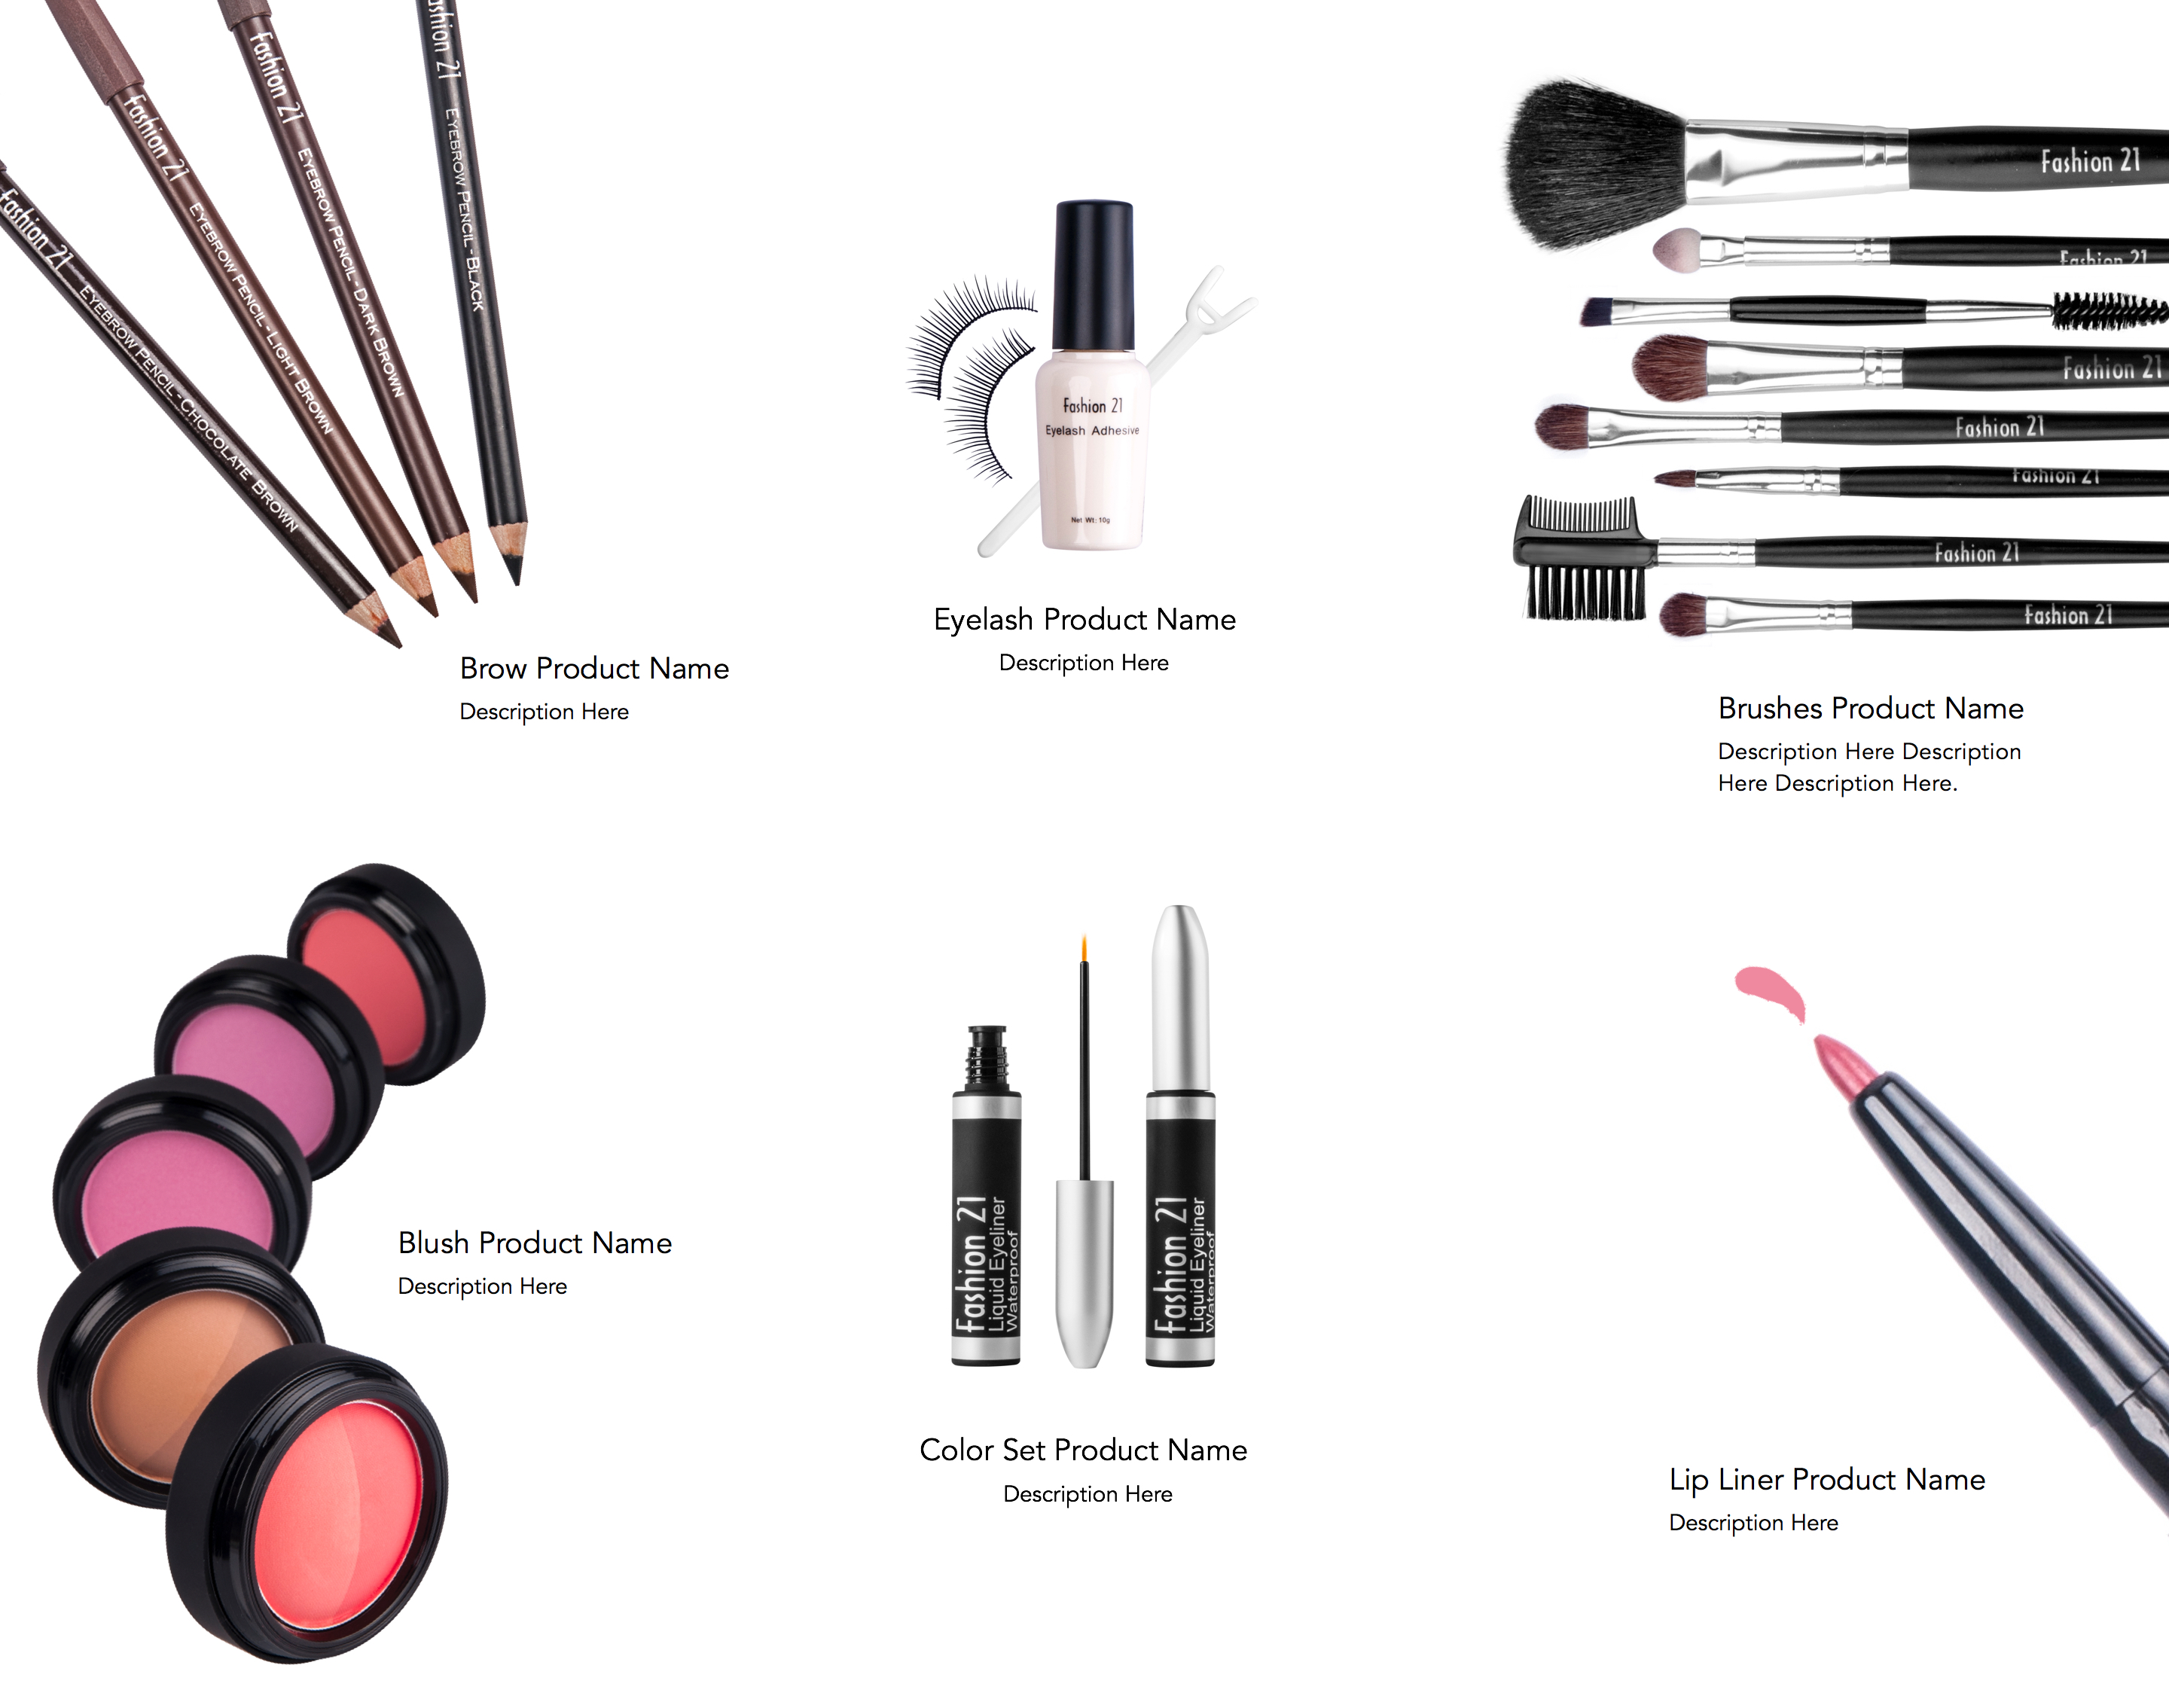 Fashion 21 EYEBROW PENCIL - CHOCOLATE BROWN
Fashion 21 EYEBROW PENCIL - LIGHT BROWN
Fashion 21 EYEBROW PENCIL - DARK BROWN
Fashion 21 EYEBROW PENCIL - BLACK
Brow Product Name
Description Here
Fashion 21
Eyelash Adhesive
Net Wt: 10g
Eyelash Product Name
Description Here
Fashion 21
Fashion 21
Fashion 21
Fashion 21
Fashion 21
Fashion 21
Fashion 21
Brushes Product Name
Description Here Description
Here Description Here.
Blush Product Name
Description Here
Fashion 21
Liquid Eyeliner
Waterproof
Fashion 21
Liquid Eyeliner
Waterproof
Color Set Product Name
Description Here
Lip Liner Product Name
Description Here